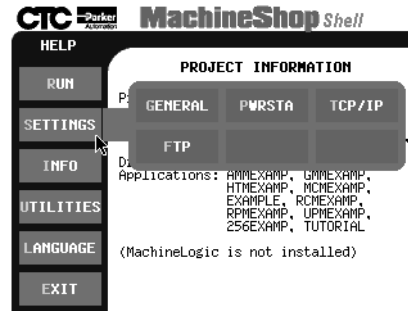 CTC Parker Automation MachineShop Shell
HELP
PROJECT INFORMATION
RUN
P
GENERAL PWRSTA TCP/IP
SETTINGS
FTP
INFO
D
Applications: AMMEXAMP, GMMEXAMP,
HTMEXAMP, MCMEXAMP,
EXAMPLE, RCMEXAMP,
RPMEXAMP, UPMEXAMP,
256EXAMP, TUTORIAL
UTILITIES
LANGUAGE
(MachineLogic is not installed)
EXIT